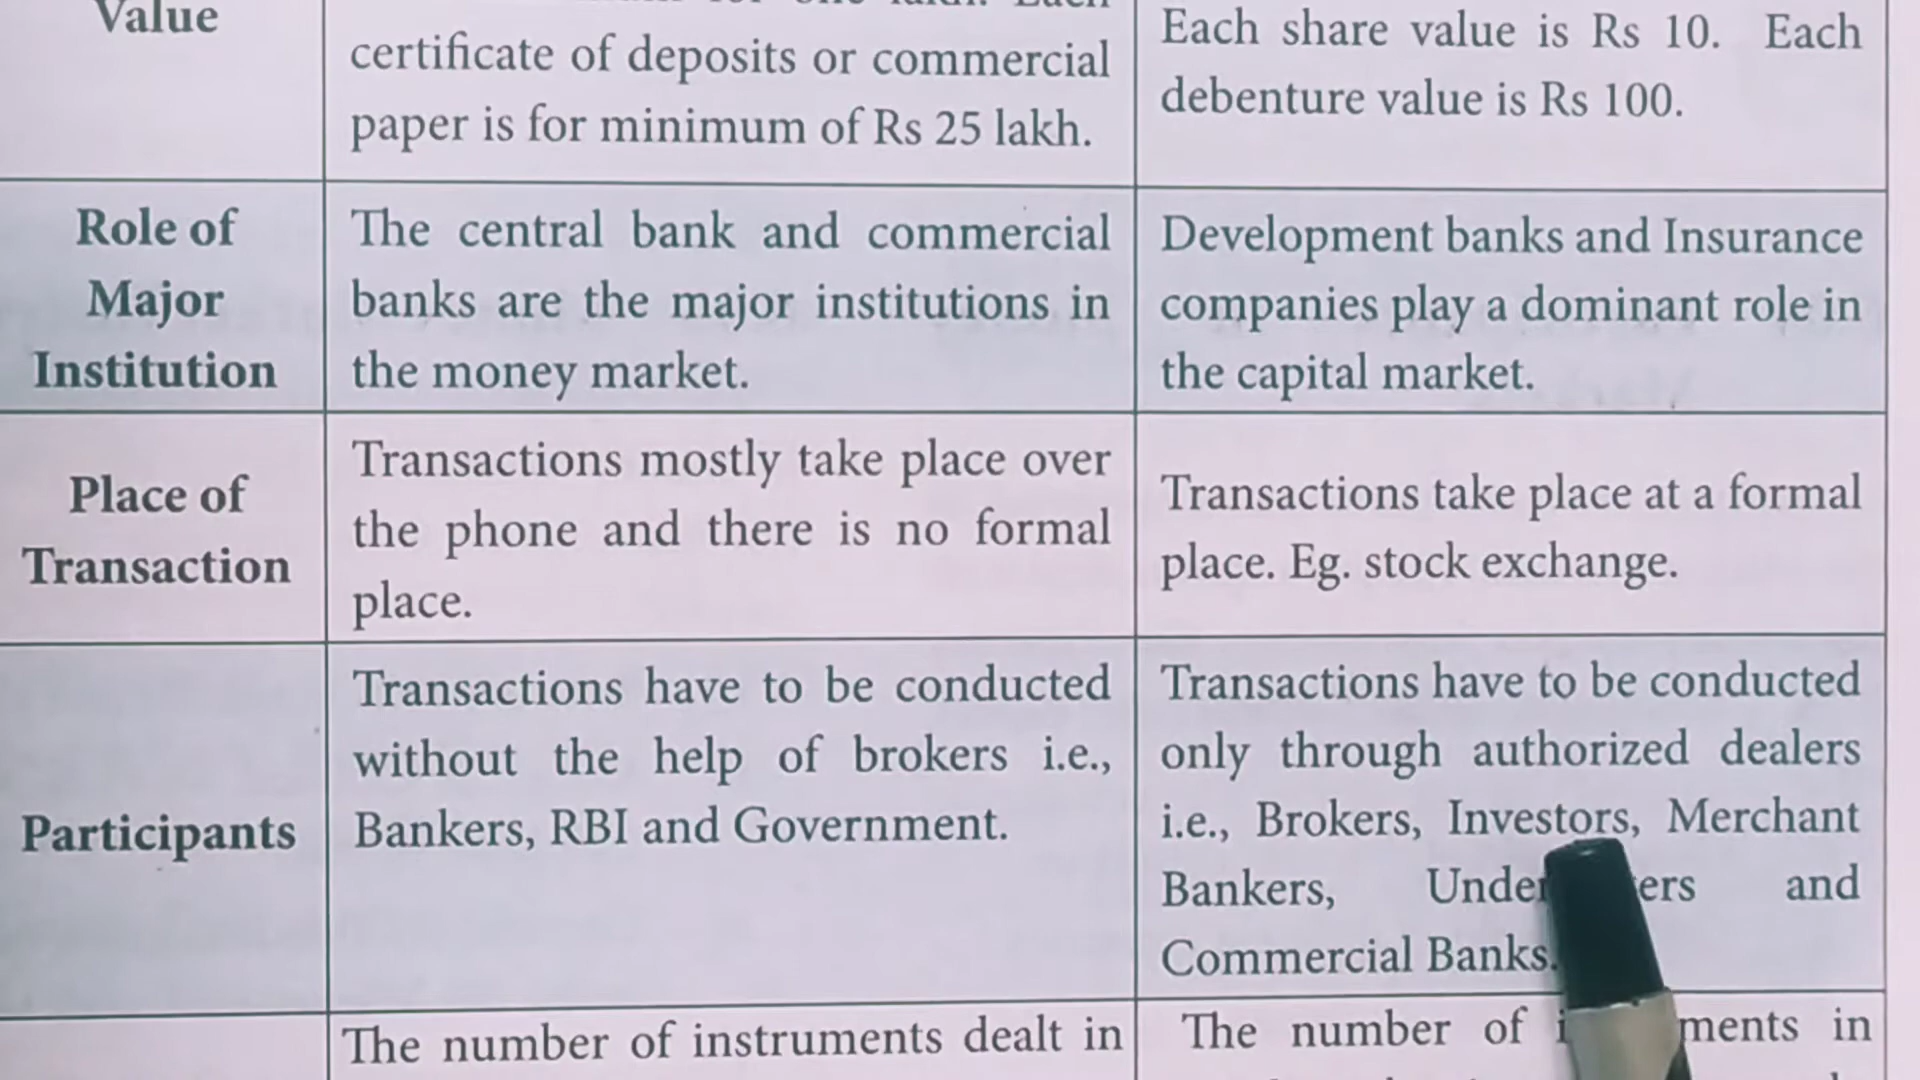 Value
certificate of deposits or commercial
paper is for minimum of Rs 25 lakh.
Each share value is Rs 10. Each
debenture value is Rs 100.
Role of
Major
Institution
The central bank and commercial
banks are the major institutions in
the money market.
Development banks and Insurance
companies play a dominant role in
the capital market.
Place of
Transaction
Transactions mostly take place over
the phone and there is no formal
place.
Transactions take place at a formal
place. Eg. stock exchange.
Participants
Transactions have to be conducted
without the help of brokers i.e.,
Bankers, RBI and Government.
Transactions have to be conducted
only through authorized dealers
i.e., Brokers, Investors, Merchant
Bankers, and
Commercial Banks.
The number of instruments dealt in
The number of in